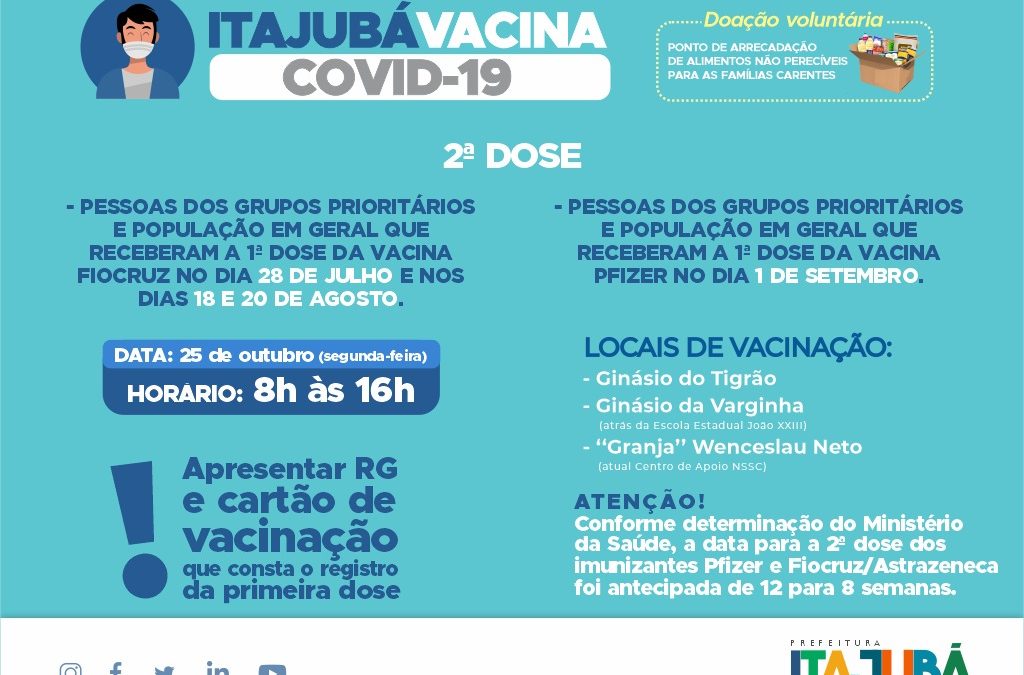 ITAJUBÁVACINA
COVID-19
Doação voluntária
PONTO DE ARRECADAÇÃO
DE ALIMENTOS NÃO PERECÍVEIS
PARA AS FAMÍLIAS CARENTES
2ª DOSE
- PESSOAS DOS GRUPOS PRIORITÁRIOS
E POPULAÇÃO EM GERAL QUE
RECEBERAM A 1ª DOSE DA VACINA
FIOCRUZ NO DIA 28 DE JULHO E NOS
DIAS 18 E 20 DE AGOSTO.
- PESSOAS DOS GRUPOS PRIORITÁRIOS
E POPULAÇÃO EM GERAL QUE
RECEBERAM A 1ª DOSE DA VACINA
PFIZER NO DIA 1 DE SETEMBRO.
DATA: 25 de outubro (segunda-feira)
HORÁRIO: 8h às 16h
LOCAIS DE VACINAÇÃO:
- Ginásio do Tigrão
- Ginásio da Varginha
(atrás da Escola Estadual João XXIII)
- “Granja” Wenceslau Neto
(atual Centro de Apoio NSSC)
! Apresentar RG
e cartão de
vacinação
que consta o registro
da primeira dose
ATENÇÃO!
Conforme determinação do Ministério
da Saúde, a data para a 2ª dose dos
imunizantes Pfizer e Fiocruz/Astrazeneca
foi antecipada de 12 para 8 semanas.
PREFEITURA
ITAJUBÁ